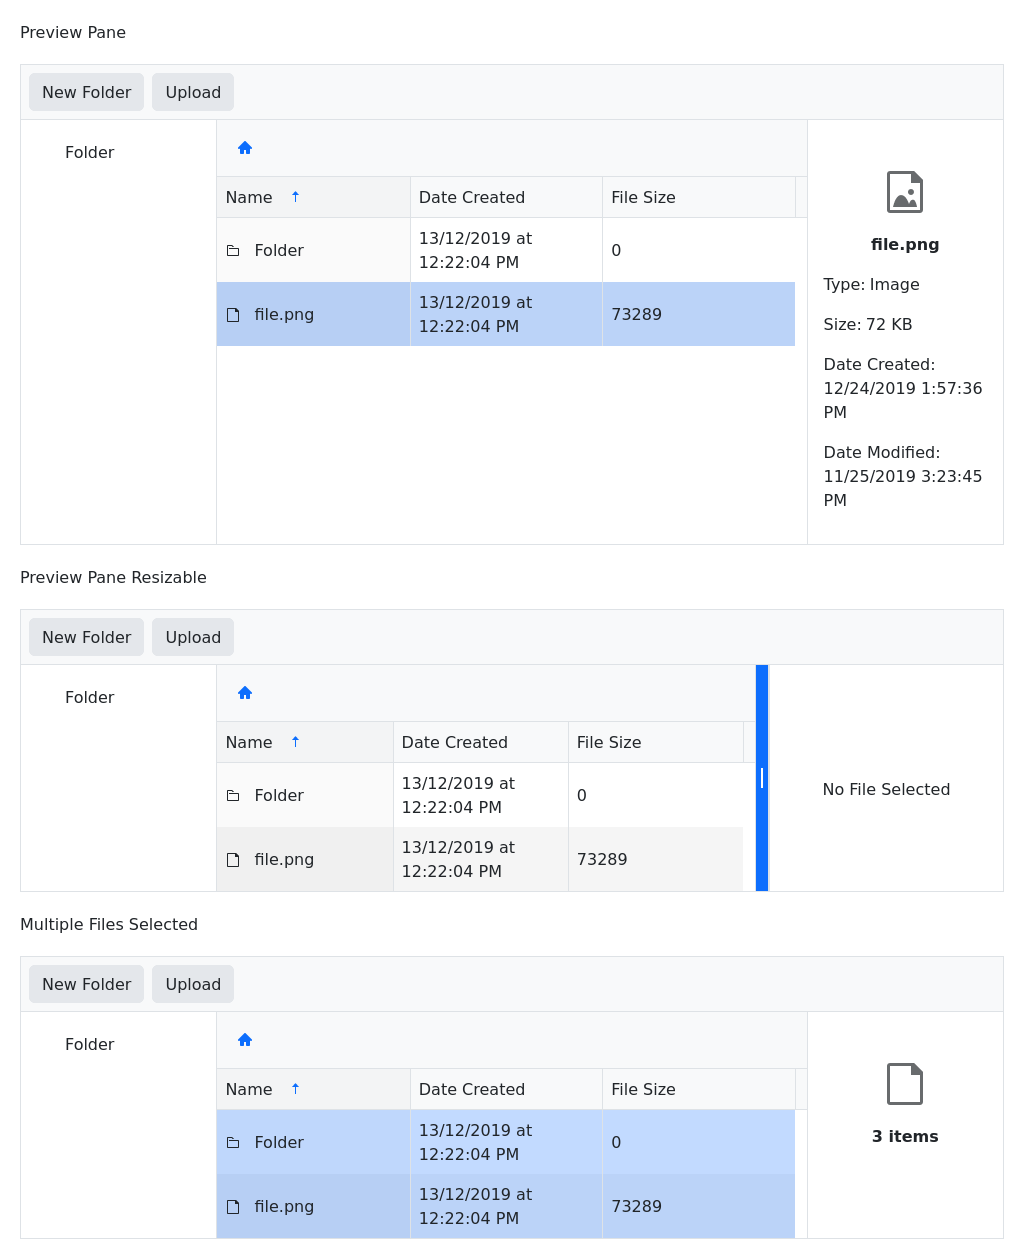 Preview Pane
New Folder
Upload
Folder
Name
Date Created
File Size
Folder
13/12/2019 at
12:22:04 PM
0
file.png
13/12/2019 at
12:22:04 PM
73289
file.png
Type: Image
Size: 72 KB
Date Created:
12/24/2019 1:57:36
PM
Date Modified:
11/25/2019 3:23:45
PM
Preview Pane Resizable
New Folder
Upload
Folder
Name
Date Created
File Size
Folder
13/12/2019 at
12:22:04 PM
0
file.png
13/12/2019 at
12:22:04 PM
73289
No File Selected
Multiple Files Selected
New Folder
Upload
Folder
Name
Date Created
File Size
Folder
13/12/2019 at
12:22:04 PM
0
file.png
13/12/2019 at
12:22:04 PM
73289
3 items